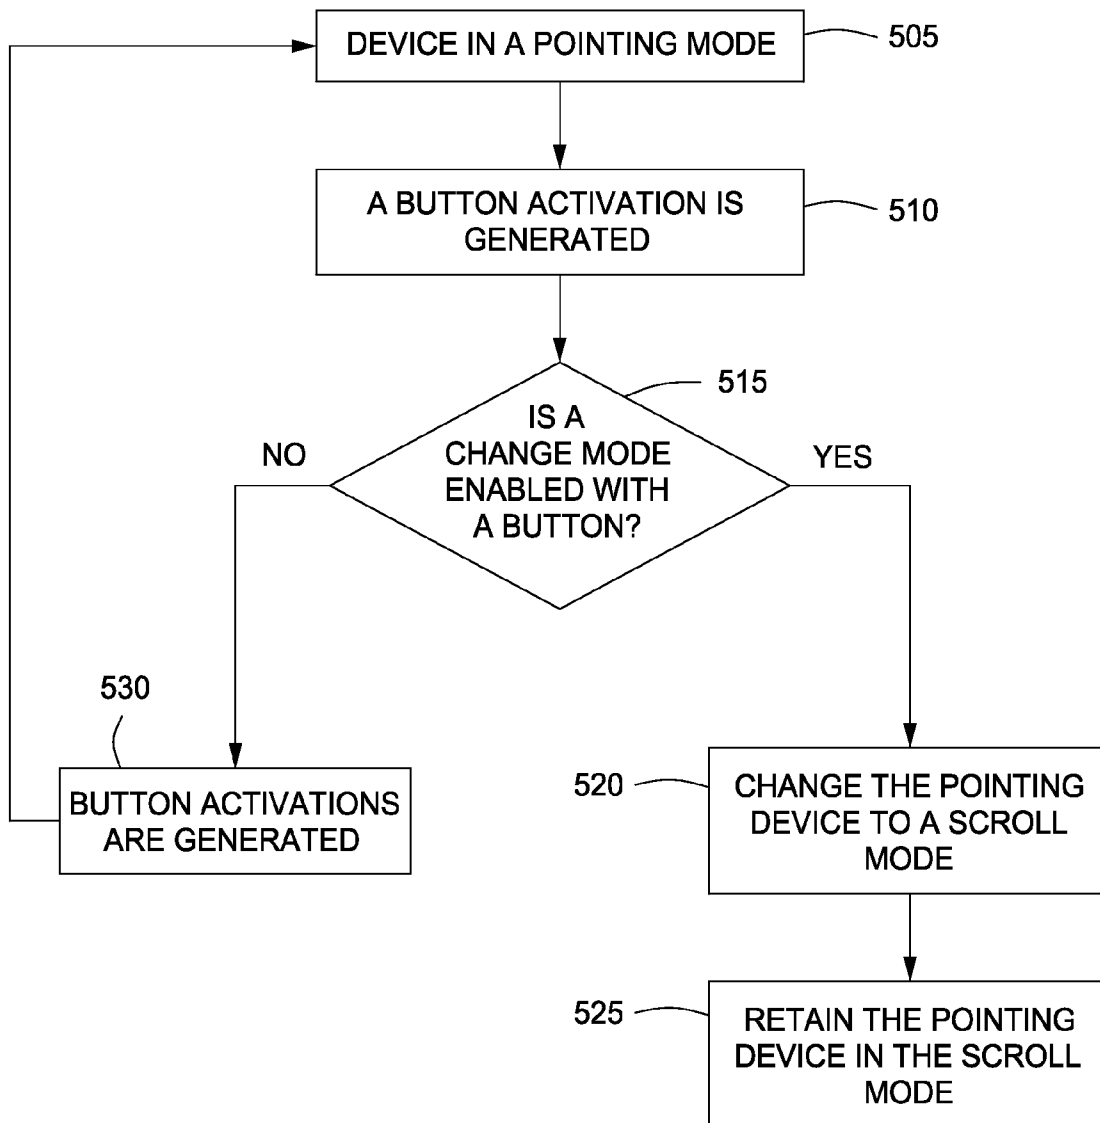 DEVICE IN A POINTING MODE
505
A BUTTON ACTIVATION IS
GENERATED
510
515
IS A
CHANGE MODE
ENABLED WITH
A BUTTON?
NO
YES
530
BUTTON ACTIVATIONS
ARE GENERATED
520
CHANGE THE POINTING
DEVICE TO A SCROLL
MODE
525
RETAIN THE POINTING
DEVICE IN THE SCROLL
MODE